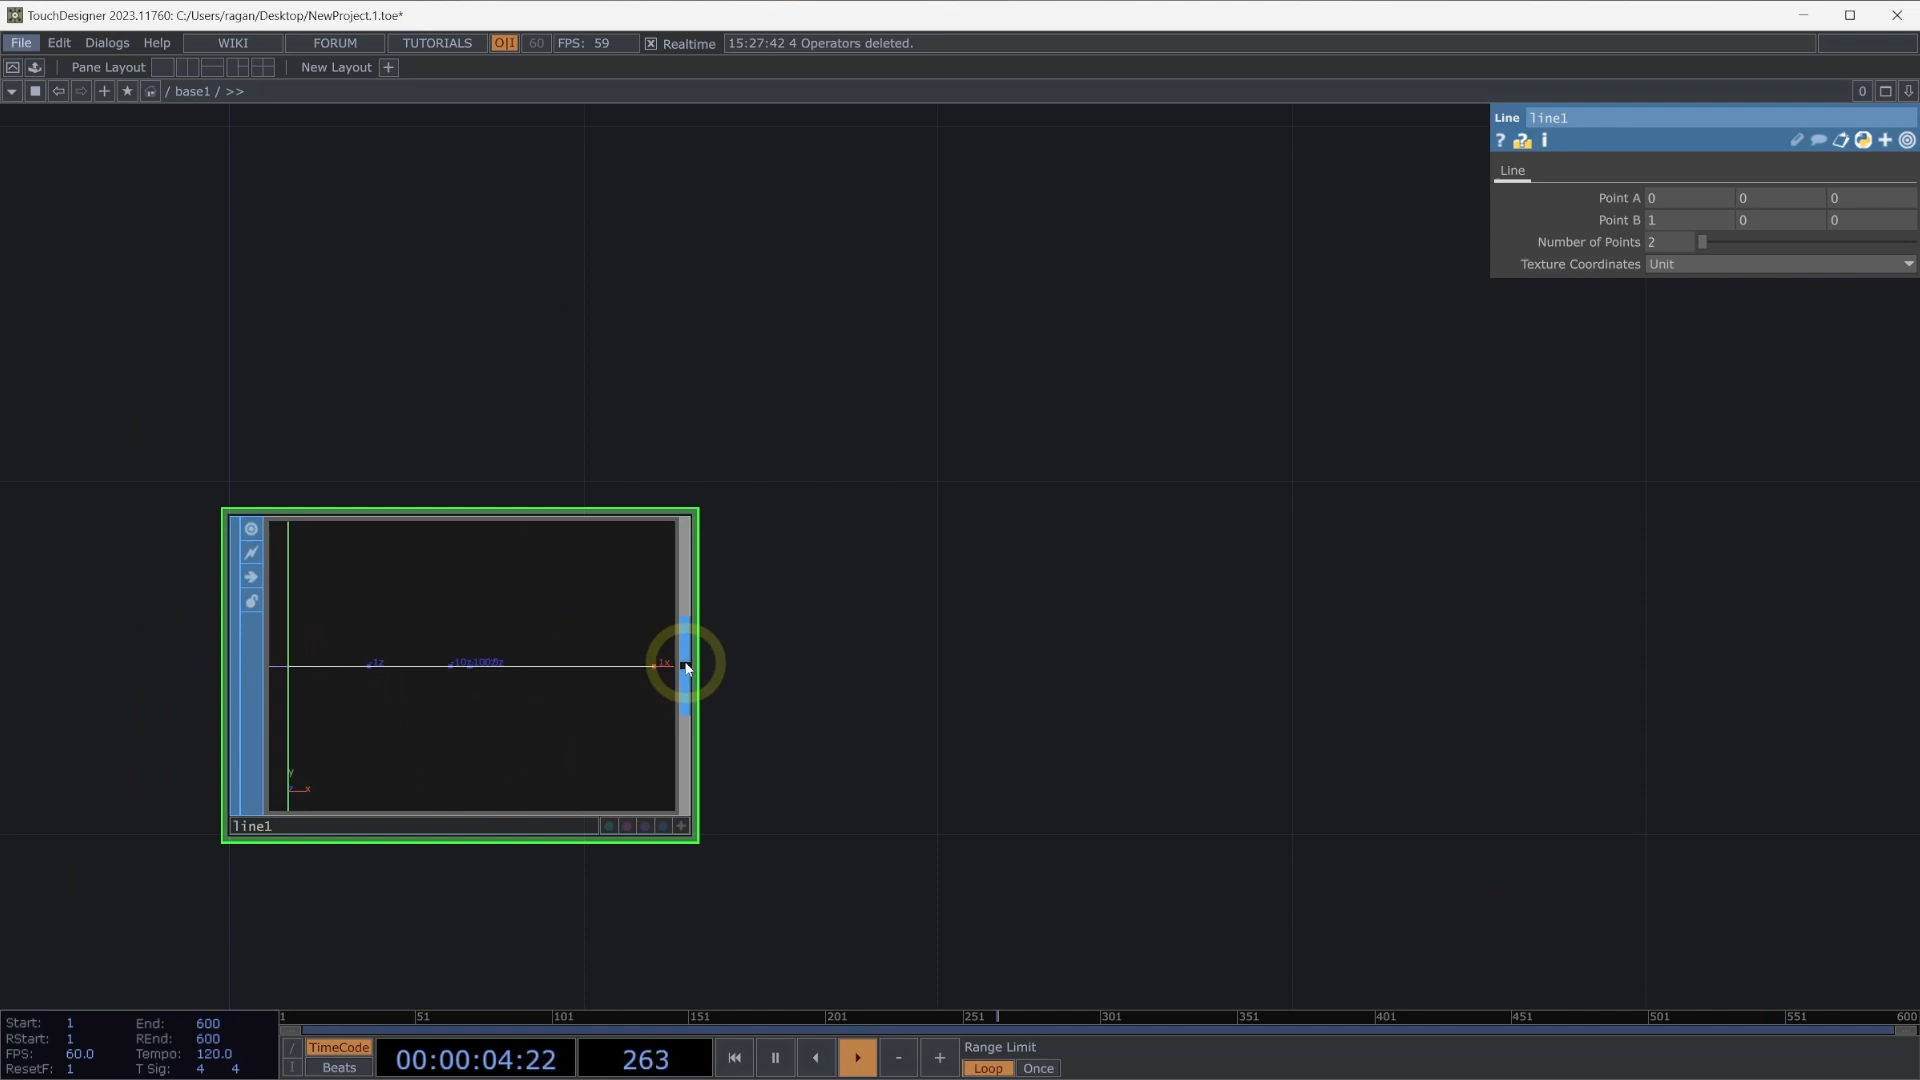 TouchDesigner 2023.11760: C:/Users/ragan/Desktop/NewProject.1.toe*
File Edit Dialogs Help WIKI FORUM TUTORIALS O|I 60 FPS: 59 Realtime 15:27:42 4 Operators deleted.
Pane Layout New Layout +
/ base1 / >> 0
Line line1
? ? i
Line
Point A 0 0 0
Point B 1 0 0
Number of Points 2
Texture Coordinates Unit
1x
y
x
line1
1 51 101 151 201 251 301 351 401 451 501 551 600
Start: 1 End: 600
RStart: 1 REnd: 600
FPS: 60.0 Tempo: 120.0
ResetF: 1 T Sig: 4 4
/ TimeCode
I Beats
00:00:04:22 263 - +
Range Limit
Loop Once